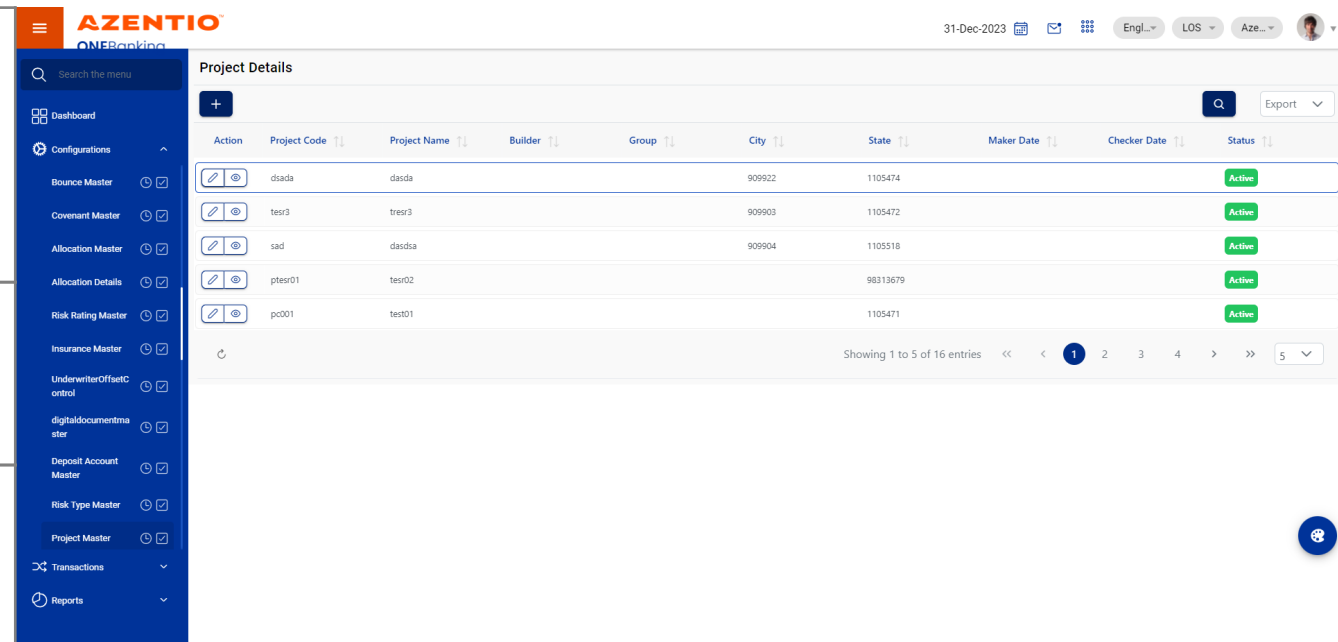 AZENTIO
ONEBanking
31-Dec-2023
Engl...
LOS
Aze...
Search the menu
Dashboard
Configurations
Bounce Master
Covenant Master
Allocation Master
Allocation Details
Risk Rating Master
Insurance Master
UnderwriterOffsetC
ontrol
digitaldocumentma
ster
Deposit Account
Master
Risk Type Master
Project Master
Transactions
Reports
Project Details
+
Export
Action Project Code Project Name Builder Group City State Maker Date Checker Date Status
dsada dasda 909922 1105474 Active
tesr3 tresr3 909903 1105472 Active
sad dasdsa 909904 1105518 Active
ptesr01 tesr02 98313679 Active
pc001 test01 1105471 Active
Showing 1 to 5 of 16 entries << < 1 2 3 4 > >> 5